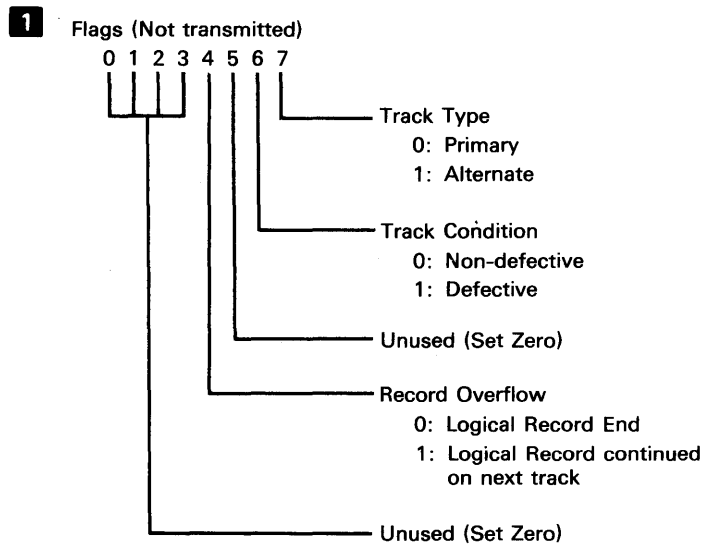 1 Flags (Not transmitted)
0 1 2 3 4 5 6 7
Track Type
0: Primary
1: Alternate
Track Condition
0: Non-defective
1: Defective
Unused (Set Zero)
Record Overflow
0: Logical Record End
1: Logical Record continued
on next track
Unused (Set Zero)